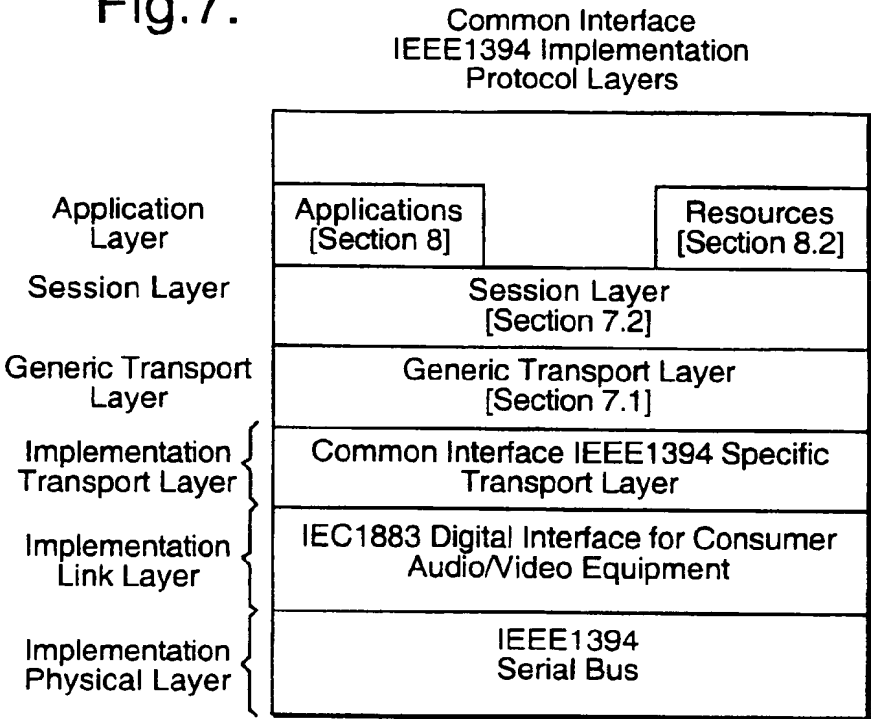 Fig.7.
Common Interface
IEEE1394 Implementation
Protocol Layers
Application
Layer
Applications
[Section 8]
Resources
[Section 8.2]
Session Layer
Session Layer
[Section 7.2]
Generic Transport
Layer
Generic Transport Layer
[Section 7.1]
Implementation
Transport Layer
Common Interface IEEE1394 Specific
Transport Layer
Implementation
Link Layer
IEC1883 Digital Interface for Consumer
Audio/Video Equipment
Implementation
Physical Layer
IEEE1394
Serial Bus